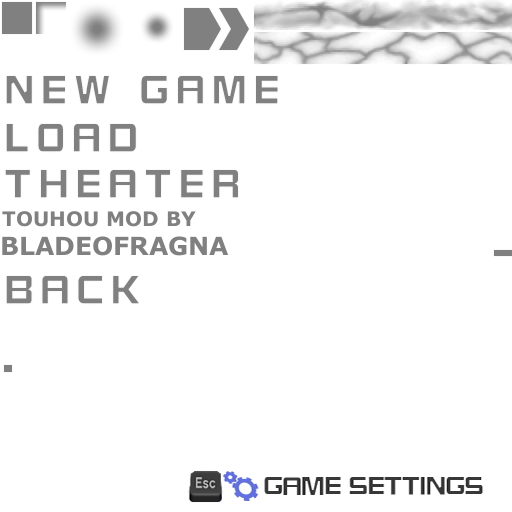 NEW GAME
LOAD
THEATER
TOUHOU MOD BY
BLADEOFRAGNA
BACK
Esc GAME SETTINGS